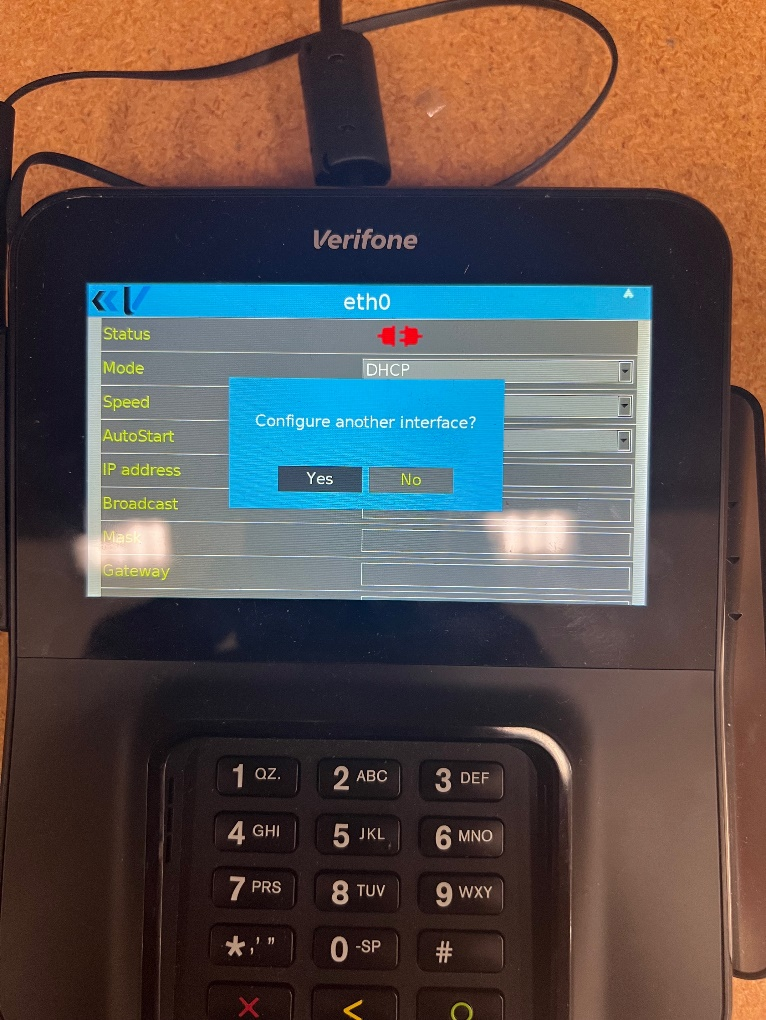 Verifone
eth0
Status
Mode DHCP
Speed
AutoStart
IP address
Broadcast
Mask
Gateway
Configure another interface?
Yes No
1 QZ. 2 ABC 3 DEF
4 GHI 5 JKL 6 MNO
7 PRS 8 TUV 9 WXY
*,'" 0 -SP #